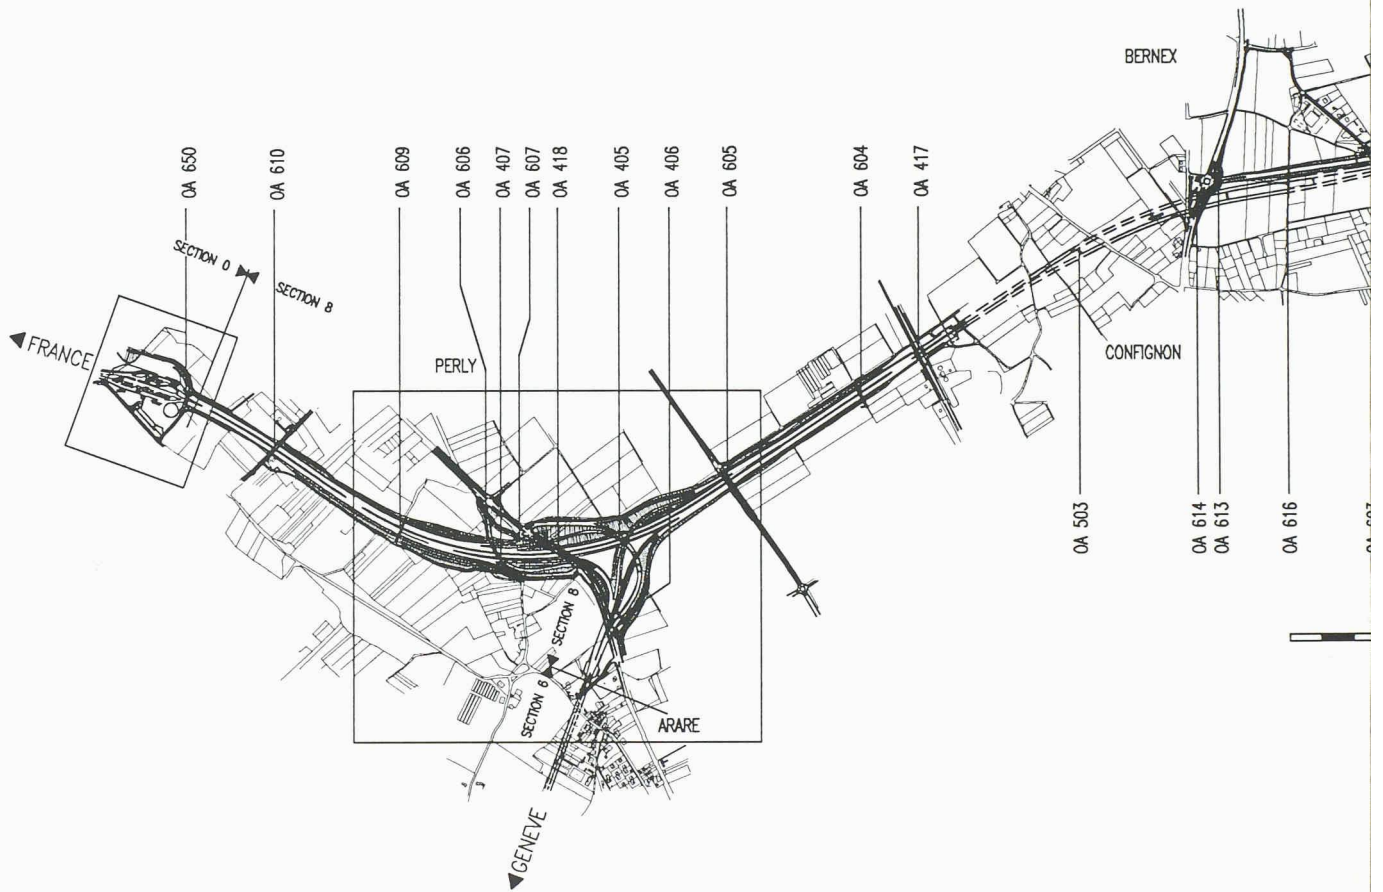 BERNEX
OA 650
OA 610
OA 609
OA 606
OA 407
OA 607
OA 418
OA 405
OA 406
OA 605
OA 604
OA 417
SECTION 0
SECTION 8
FRANCE
PERLY
CONFIGNON
OA 503
OA 614
OA 613
OA 616
SECTION 8
SECTION 6
ARARE
GENEVE